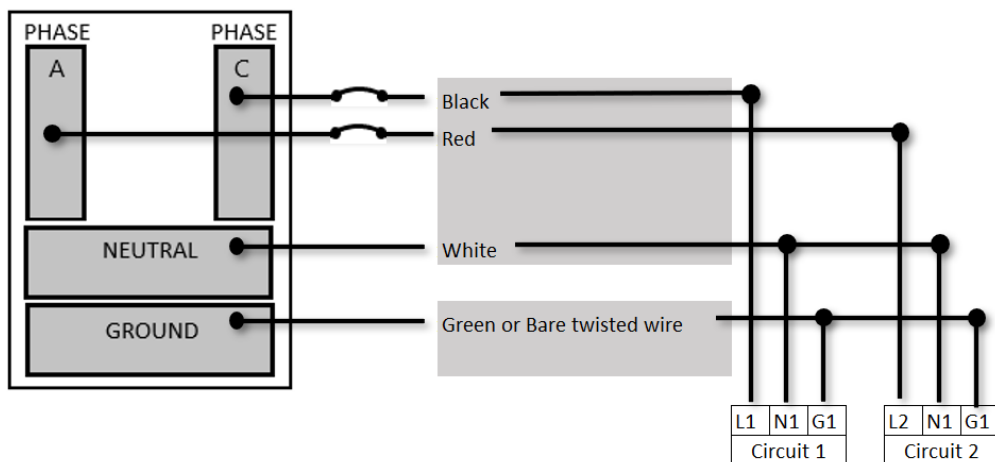 PHASE PHASE
A C
Black
Red
NEUTRAL White
GROUND Green or Bare twisted wire
L1 N1 G1 L2 N1 G1
Circuit 1 Circuit 2